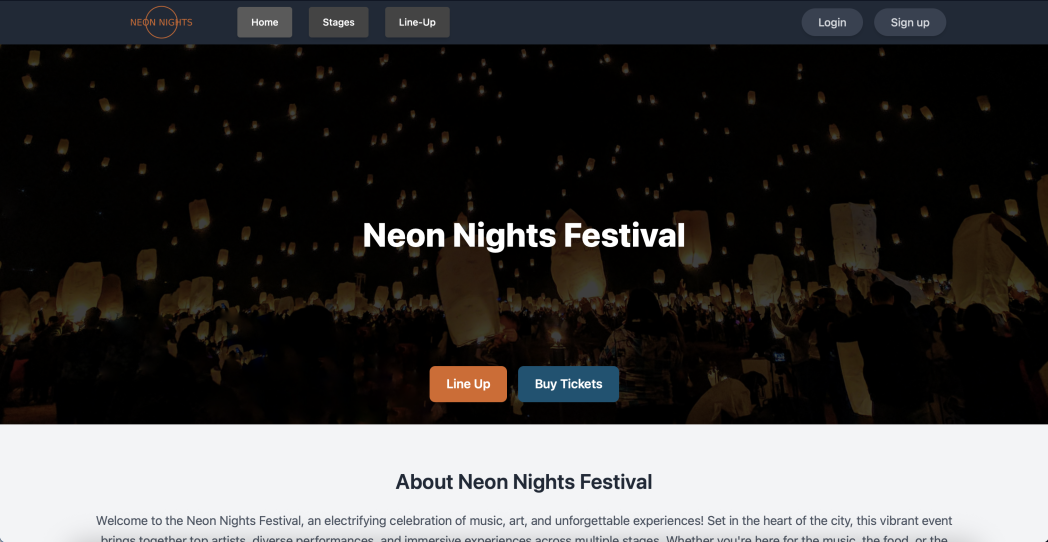 NEON NIGHTS
Home
Stages
Line-Up
Login
Sign up
Neon Nights Festival
Line Up
Buy Tickets
About Neon Nights Festival
Welcome to the Neon Nights Festival, an electrifying celebration of music, art, and unforgettable experiences! Set in the heart of the city, this vibrant event
brings together top artists, diverse performances, and immersive experiences across multiple stages. Whether you're here for the music, the food, or the